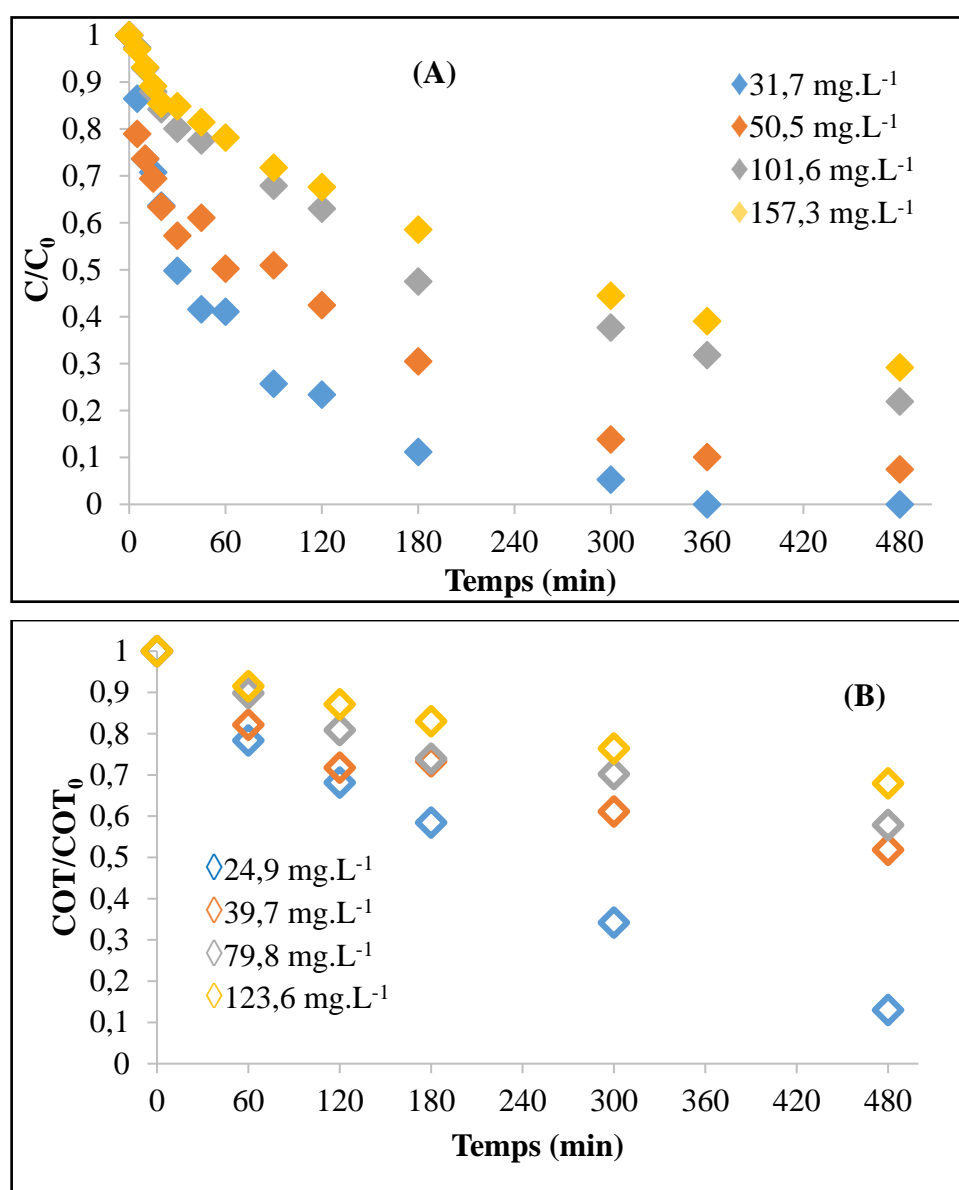 (A)
C/C0
1
0,9
0,8
0,7
0,6
0,5
0,4
0,3
0,2
0,1
0
31,7 mg.L-1
50,5 mg.L-1
101,6 mg.L-1
157,3 mg.L-1
0 60 120 180 240 300 360 420 480
Temps (min)
(B)
COT/COT0
1
0,9
0,8
0,7
0,6
0,5
0,4
0,3
0,2
0,1
0
24,9 mg.L-1
39,7 mg.L-1
79,8 mg.L-1
123,6 mg.L-1
0 60 120 180 240 300 360 420 480
Temps (min)